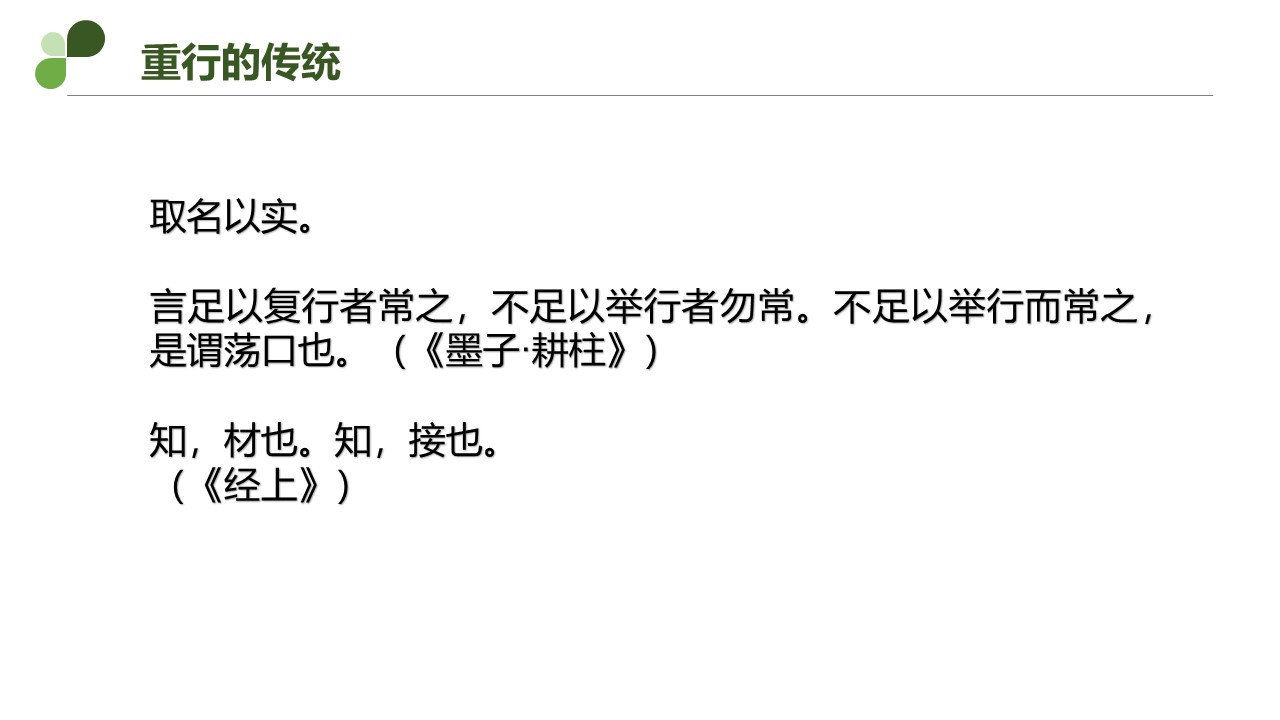 重行的传统
取名以实。
言足以复行者常之，不足以举行者勿常。不足以举行而常之，
是谓荡口也。（《墨子·耕柱》）
知，材也。知，接也。
（《经上》）